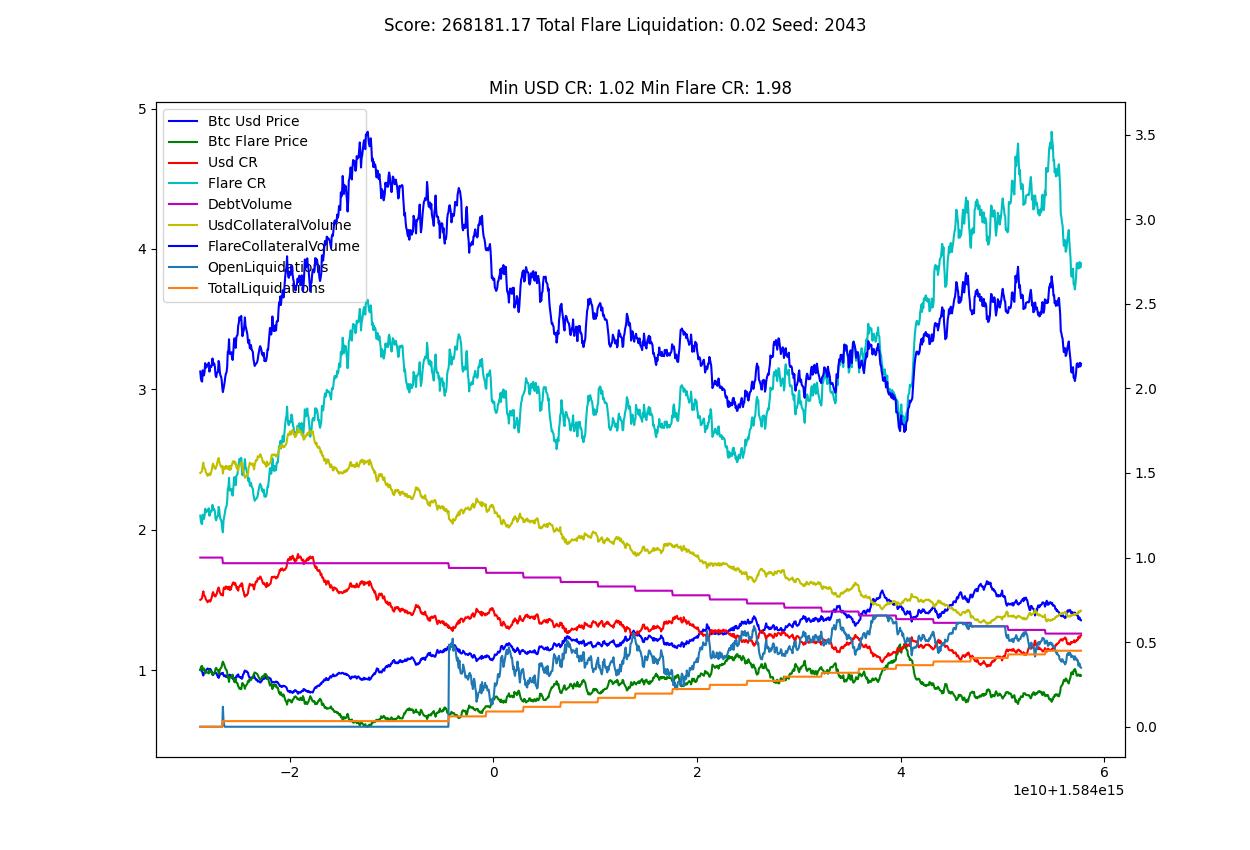 Score: 268181.17 Total Flare Liquidation: 0.02 Seed: 2043
Min USD CR: 1.02 Min Flare CR: 1.98
Btc Usd Price
Btc Flare Price
Usd CR
Flare CR
DebtVolume
UsdCollateralVolume
FlareCollateralVolume
OpenLiquidations
TotalLiquidations
5
4
3
2
1
3.5
3.0
2.5
2.0
1.5
1.0
0.5
0.0
−2
0
2
4
6
1e10+1.584e15